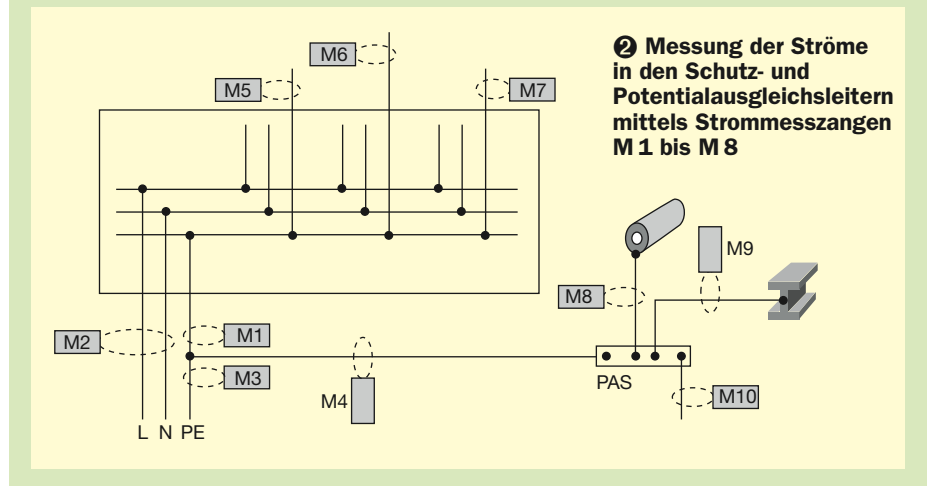 ❷ Messung der Ströme
in den Schutz- und
Potentialausgleichsleitern
mittels Strommesszangen
M 1 bis M 8
M6
M5
M7
M9
M8
M2
M1
M3
M4
PAS
M10
L N PE